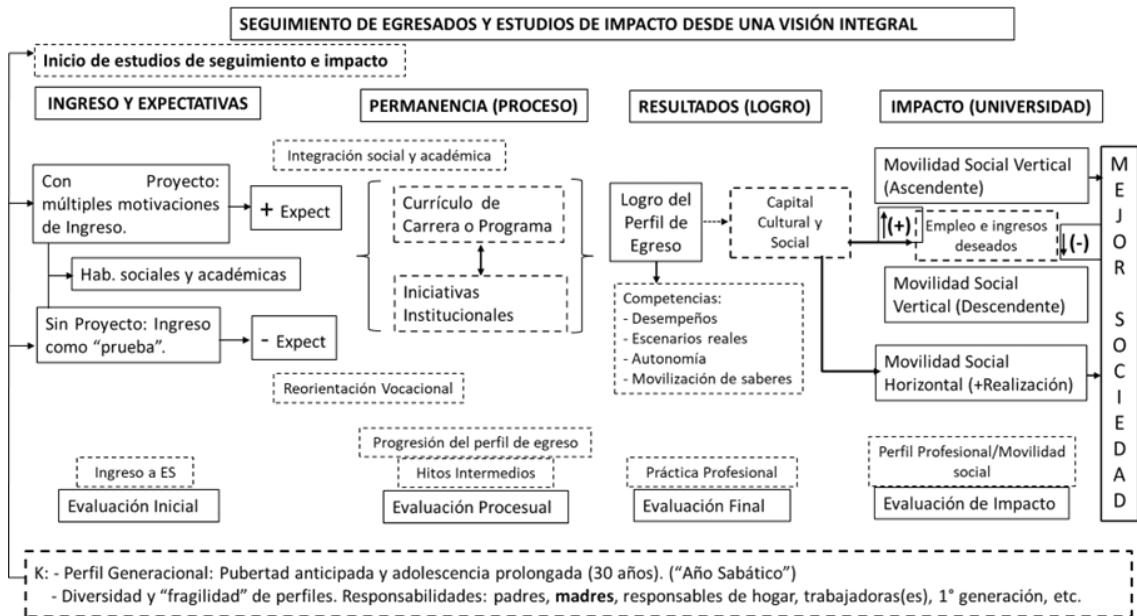 SEGUIMIENTO DE EGRESADOS Y ESTUDIOS DE IMPACTO DESDE UNA VISIÓN INTEGRAL
Inicio de estudios de seguimiento e impacto
INGRESO Y EXPECTATIVAS
PERMANENCIA (PROCESO)
RESULTADOS (LOGRO)
IMPACTO (UNIVERSIDAD)
Integración social y académica
Con Proyecto:
múltiples motivaciones
de Ingreso.
+ Expect
Hab. sociales y académicas
Sin Proyecto: Ingreso
como “prueba”.
- Expect
Currículo de
Carrera o Programa
Iniciativas
Institucionales
Reorientación Vocacional
Logro del
Perfil de
Egreso
Capital
Cultural y
Social
Competencias:
- Desempeños
- Escenarios reales
- Autonomía
- Movilización de saberes
Movilidad Social Vertical
(Ascendente)
(+)
Empleo e ingresos
deseados
(-)
Movilidad Social
Vertical (Descendente)
Movilidad Social
Horizontal (+Realización)
M
E
J
O
R
S
O
C
I
E
D
A
D
Ingreso a ES
Evaluación Inicial
Progresión del perfil de egreso
Hitos Intermedios
Evaluación Procesual
Práctica Profesional
Evaluación Final
Perfil Profesional/Movilidad
social
Evaluación de Impacto
K: - Perfil Generacional: Pubertad anticipada y adolescencia prolongada (30 años). (“Año Sabático”)
- Diversidad y “fragilidad” de perfiles. Responsabilidades: padres, madres, responsables de hogar, trabajadoras(es), 1° generación, etc.